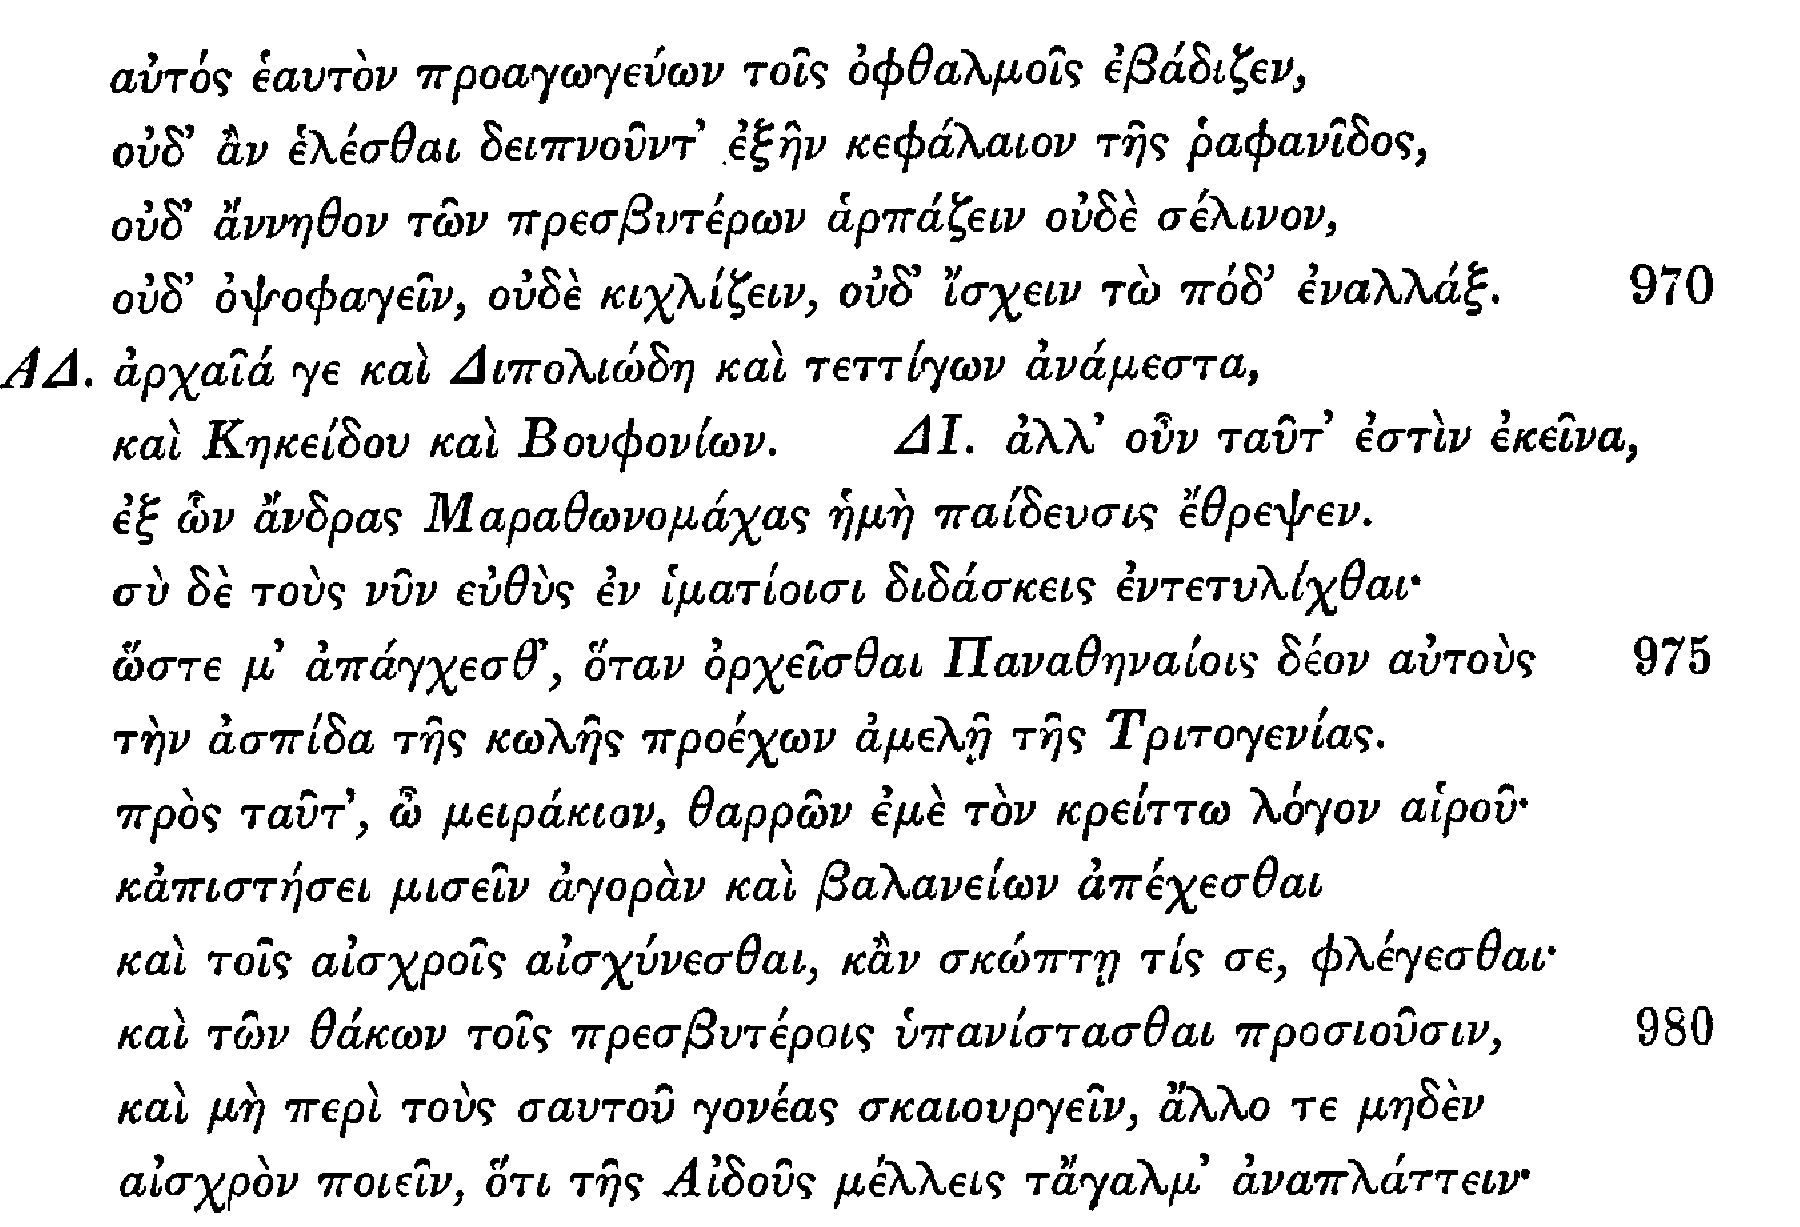 αὐτός ἑαυτὸν προαγωγεύων τοῖς ὀφθαλμοῖς ἐβάδιζεν,
οὐδ’ ἂν ἑλέσθαι δειπνοῦντ’ ἐξῆν κεφάλαιον τῆς ῥαφανῖδος,
οὐδ’ ἄννηθον τῶν πρεσβυτέρων ἁρπάζειν οὐδὲ σέλινον,
οὐδ’ ὀψοφαγεῖν, οὐδὲ κιχλίζειν, οὐδ’ ἴσχειν τὼ πόδ’ ἐναλλάξ. 970
ΑΔ. ἀρχαῖά γε καὶ Διπολιώδη καὶ τεττίγων ἀνάμεστα,
καὶ Κηκείδου καὶ Βουφονίων. ΔΙ. ἀλλ’ οὖν ταῦτ’ ἐστὶν ἐκεῖνα,
ἐξ ὧν ἄνδρας Μαραθωνομάχας ἡμὴ παίδευσις ἔθρεψεν.
σὺ δὲ τοὺς νῦν εὐθὺς ἐν ἱματίοισι διδάσκεις ἐντετυλίχθαι·
ὥστε μ’ ἀπάγχεσθ’, ὅταν ὀρχεῖσθαι Παναθηναίοις δέον αὐτοὺς 975
τὴν ἀσπίδα τῆς κωλῆς προέχων ἀμελῇ τῆς Τριτογενίας.
πρὸς ταῦτ’, ὦ μειράκιον, θαρρῶν ἐμὲ τὸν κρείττω λόγον αἱροῦ·
κἀπιστήσει μισεῖν ἀγορὰν καὶ βαλανείων ἀπέχεσθαι
καὶ τοῖς αἰσχροῖς αἰσχύνεσθαι, κἂν σκώπτῃ τίς σε, φλέγεσθαι·
καὶ τῶν θάκων τοῖς πρεσβυτέροις ὑπανίστασθαι προσιοῦσιν, 980
καὶ μὴ περὶ τοὺς σαυτοῦ γονέας σκαιουργεῖν, ἄλλο τε μηδὲν
αἰσχρὸν ποιεῖν, ὅτι τῆς Αἰδοῦς μέλλεις τἄγαλμ’ ἀναπλάττειν·